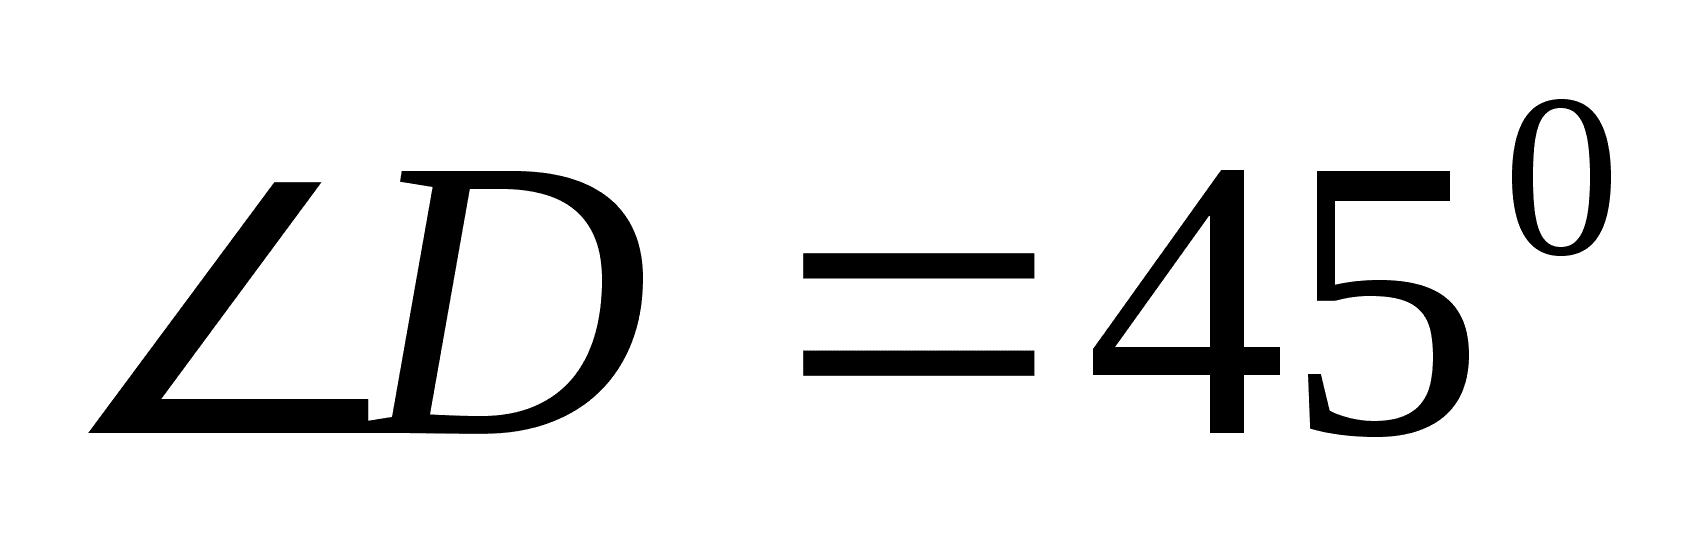 ∠D = 45⁰